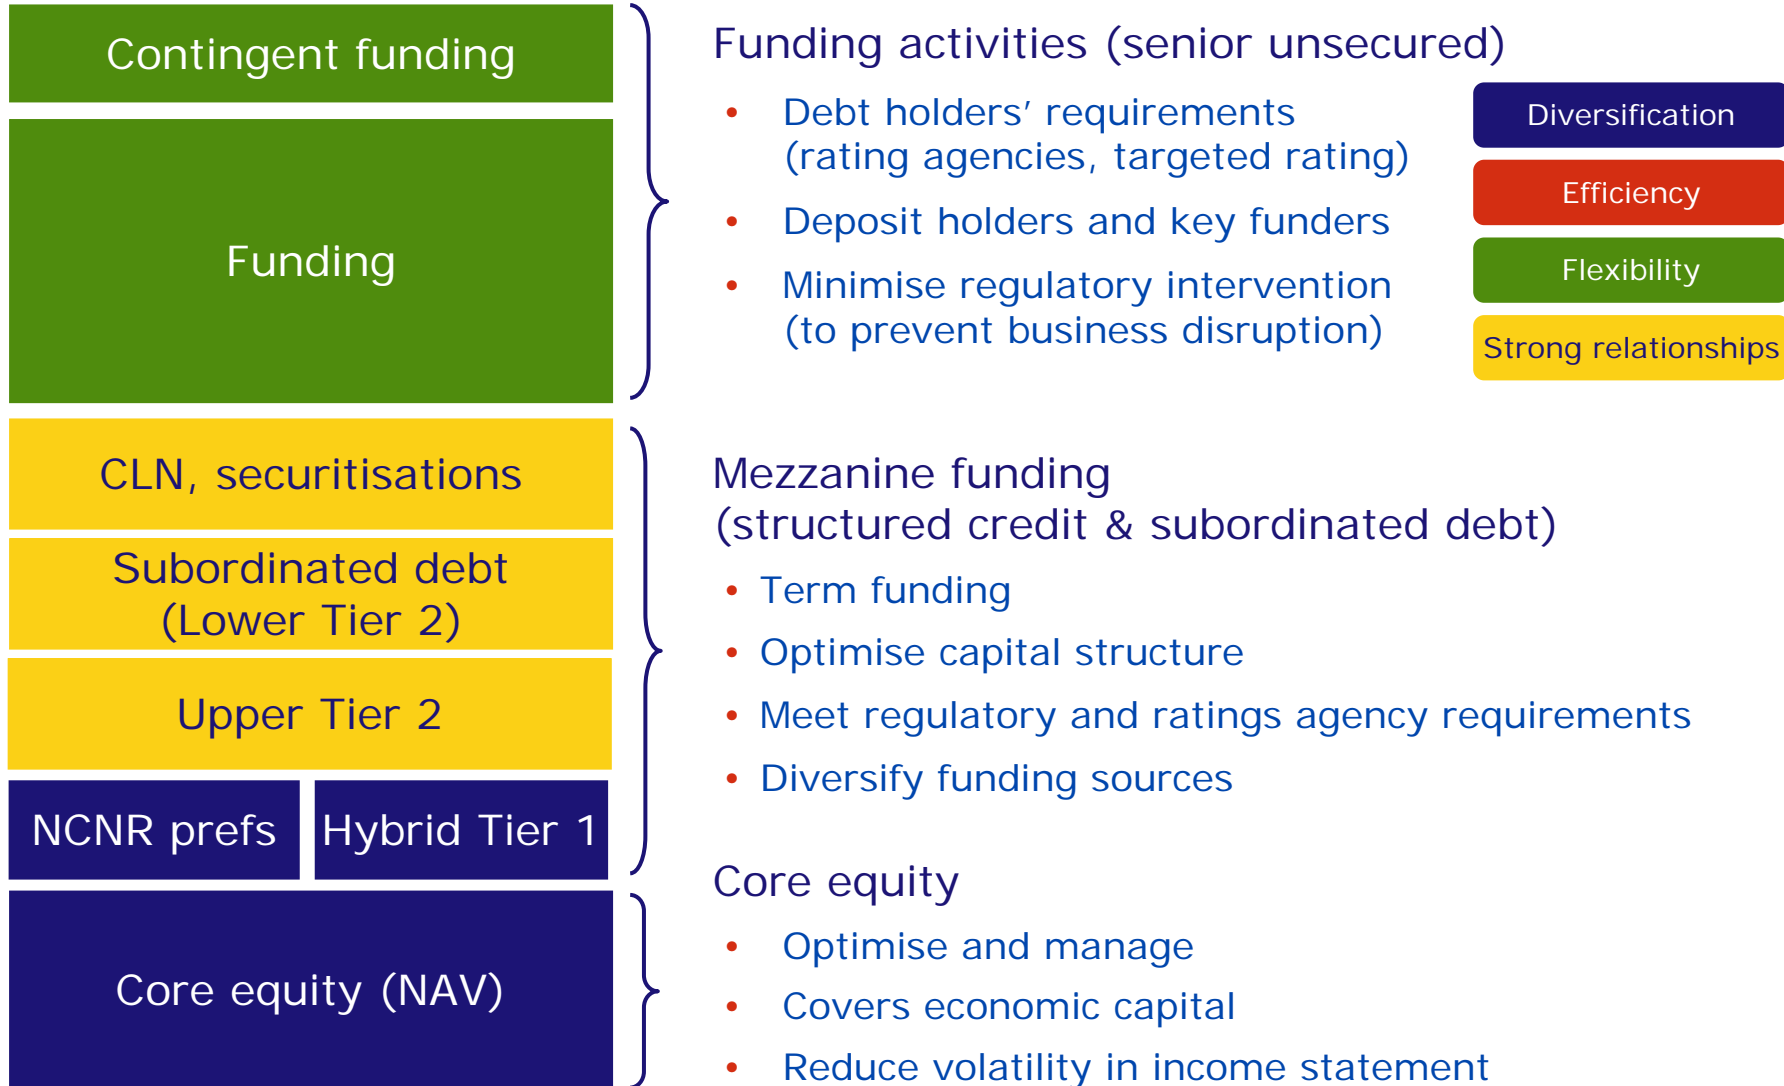 Contingent funding
Funding
CLN, securitisations
Subordinated debt
(Lower Tier 2)
Upper Tier 2
NCNR prefs
Hybrid Tier 1
Core equity (NAV)
Funding activities (senior unsecured)
• Debt holders’ requirements
(rating agencies, targeted rating)
• Deposit holders and key funders
• Minimise regulatory intervention
(to prevent business disruption)
Diversification
Efficiency
Flexibility
Strong relationships
Mezzanine funding
(structured credit & subordinated debt)
• Term funding
• Optimise capital structure
• Meet regulatory and ratings agency requirements
• Diversify funding sources
Core equity
• Optimise and manage
• Covers economic capital
• Reduce volatility in income statement